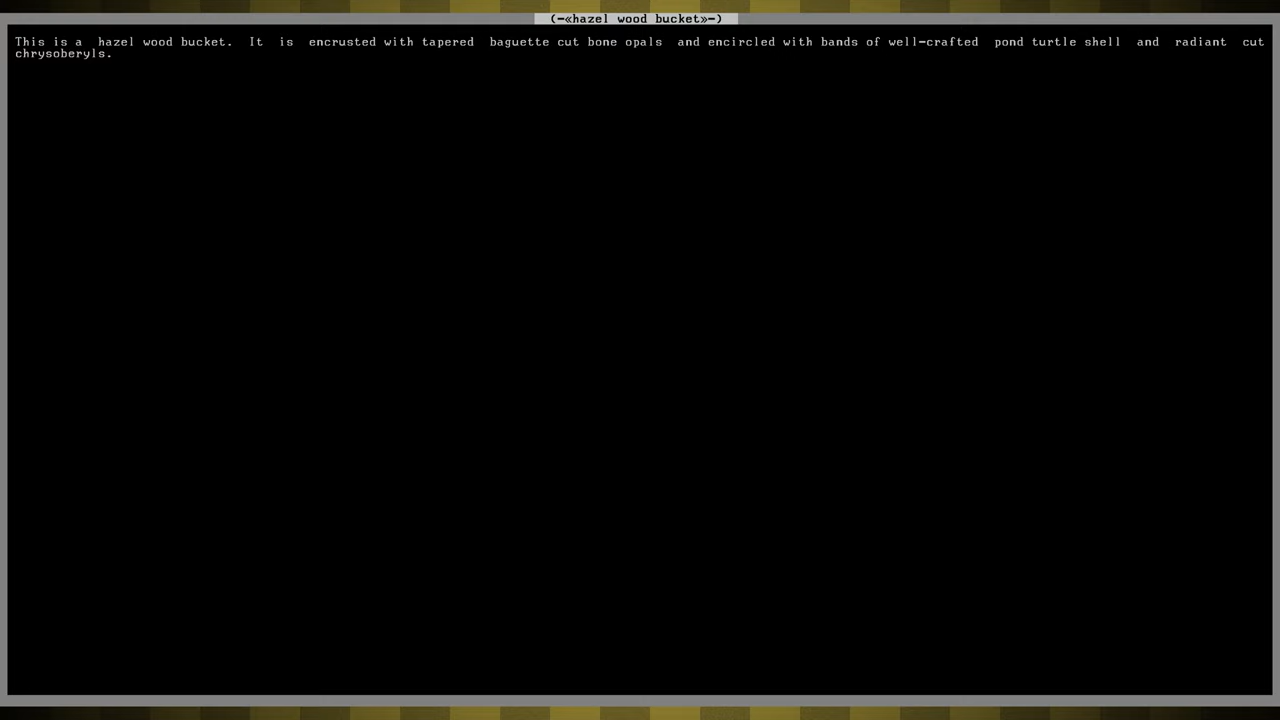 (-«hazel wood bucket»-)
This is a hazel wood bucket. It is encrusted with tapered baguette cut bone opals and encircled with bands of well-crafted pond turtle shell and radiant cut
chrysoberyls.